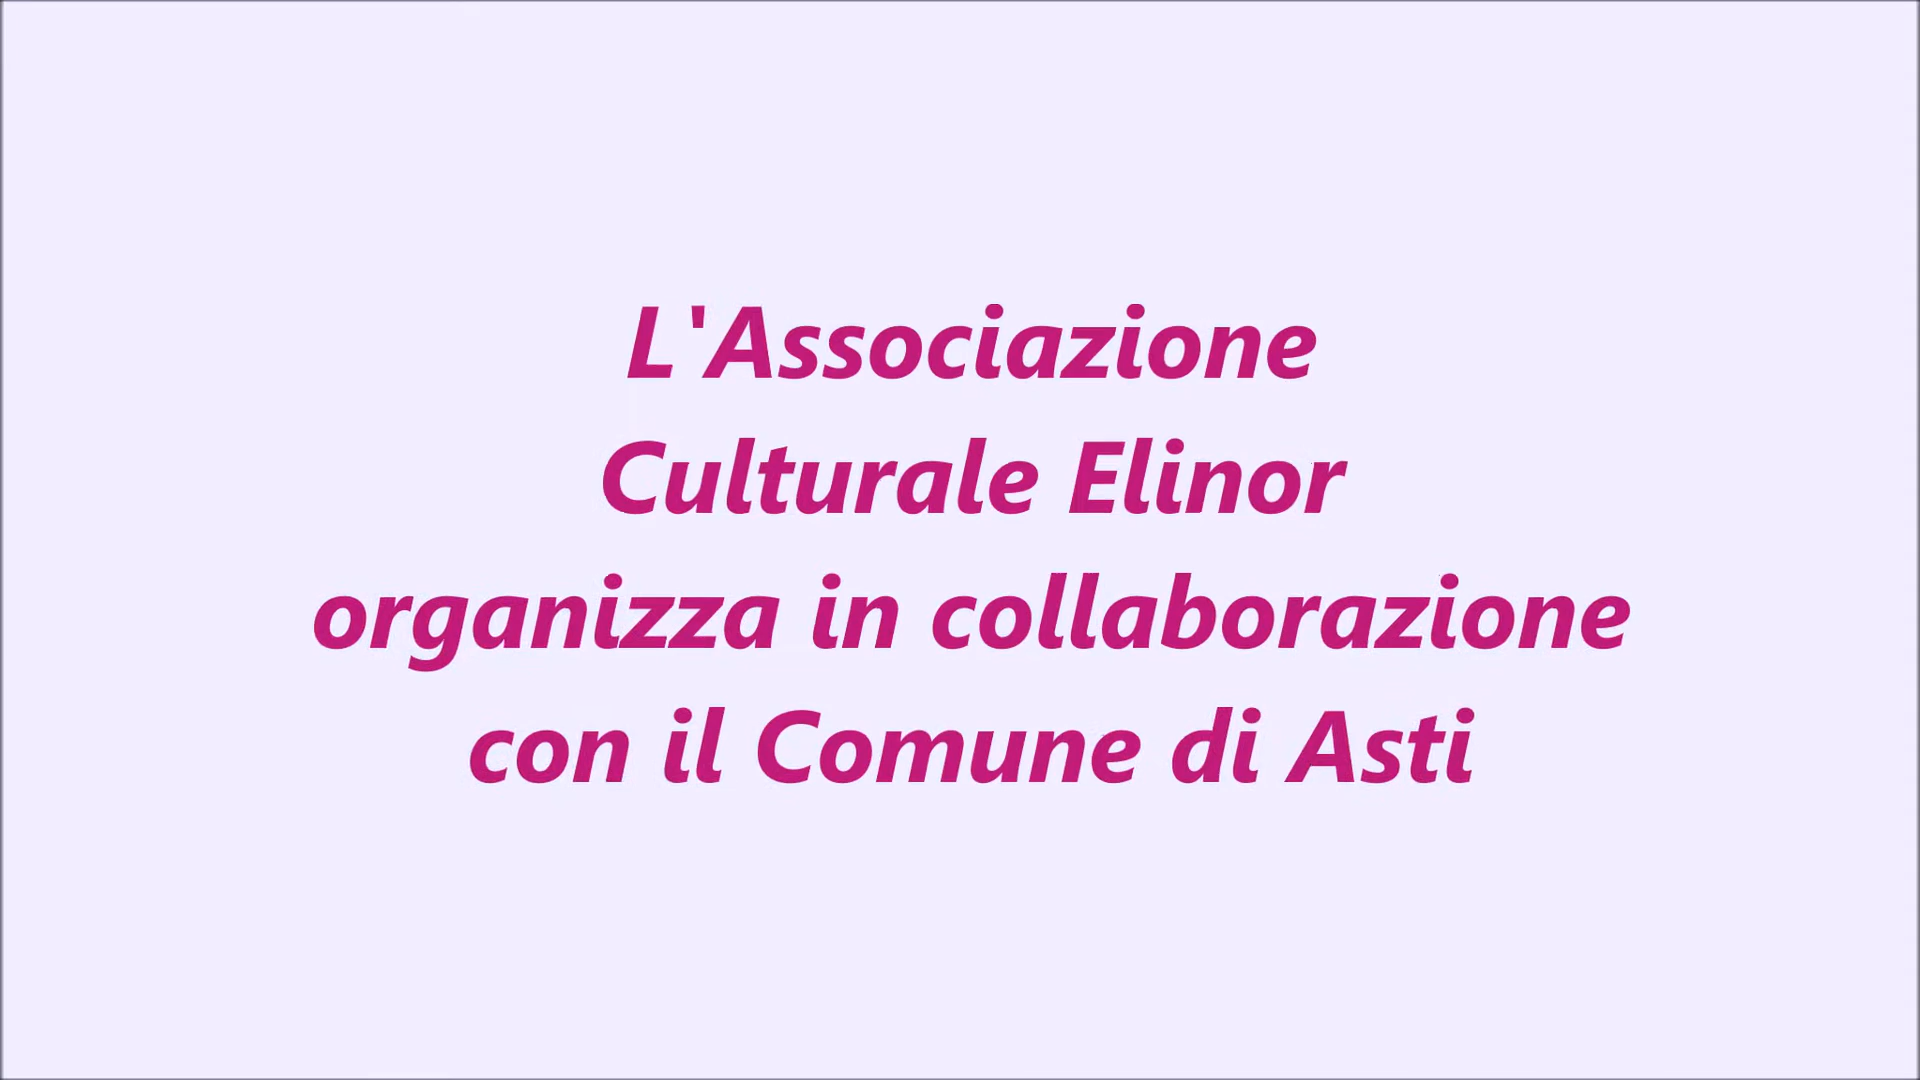 L'Associazione
Culturale Elinor
organizza in collaborazione
con il Comune di Asti